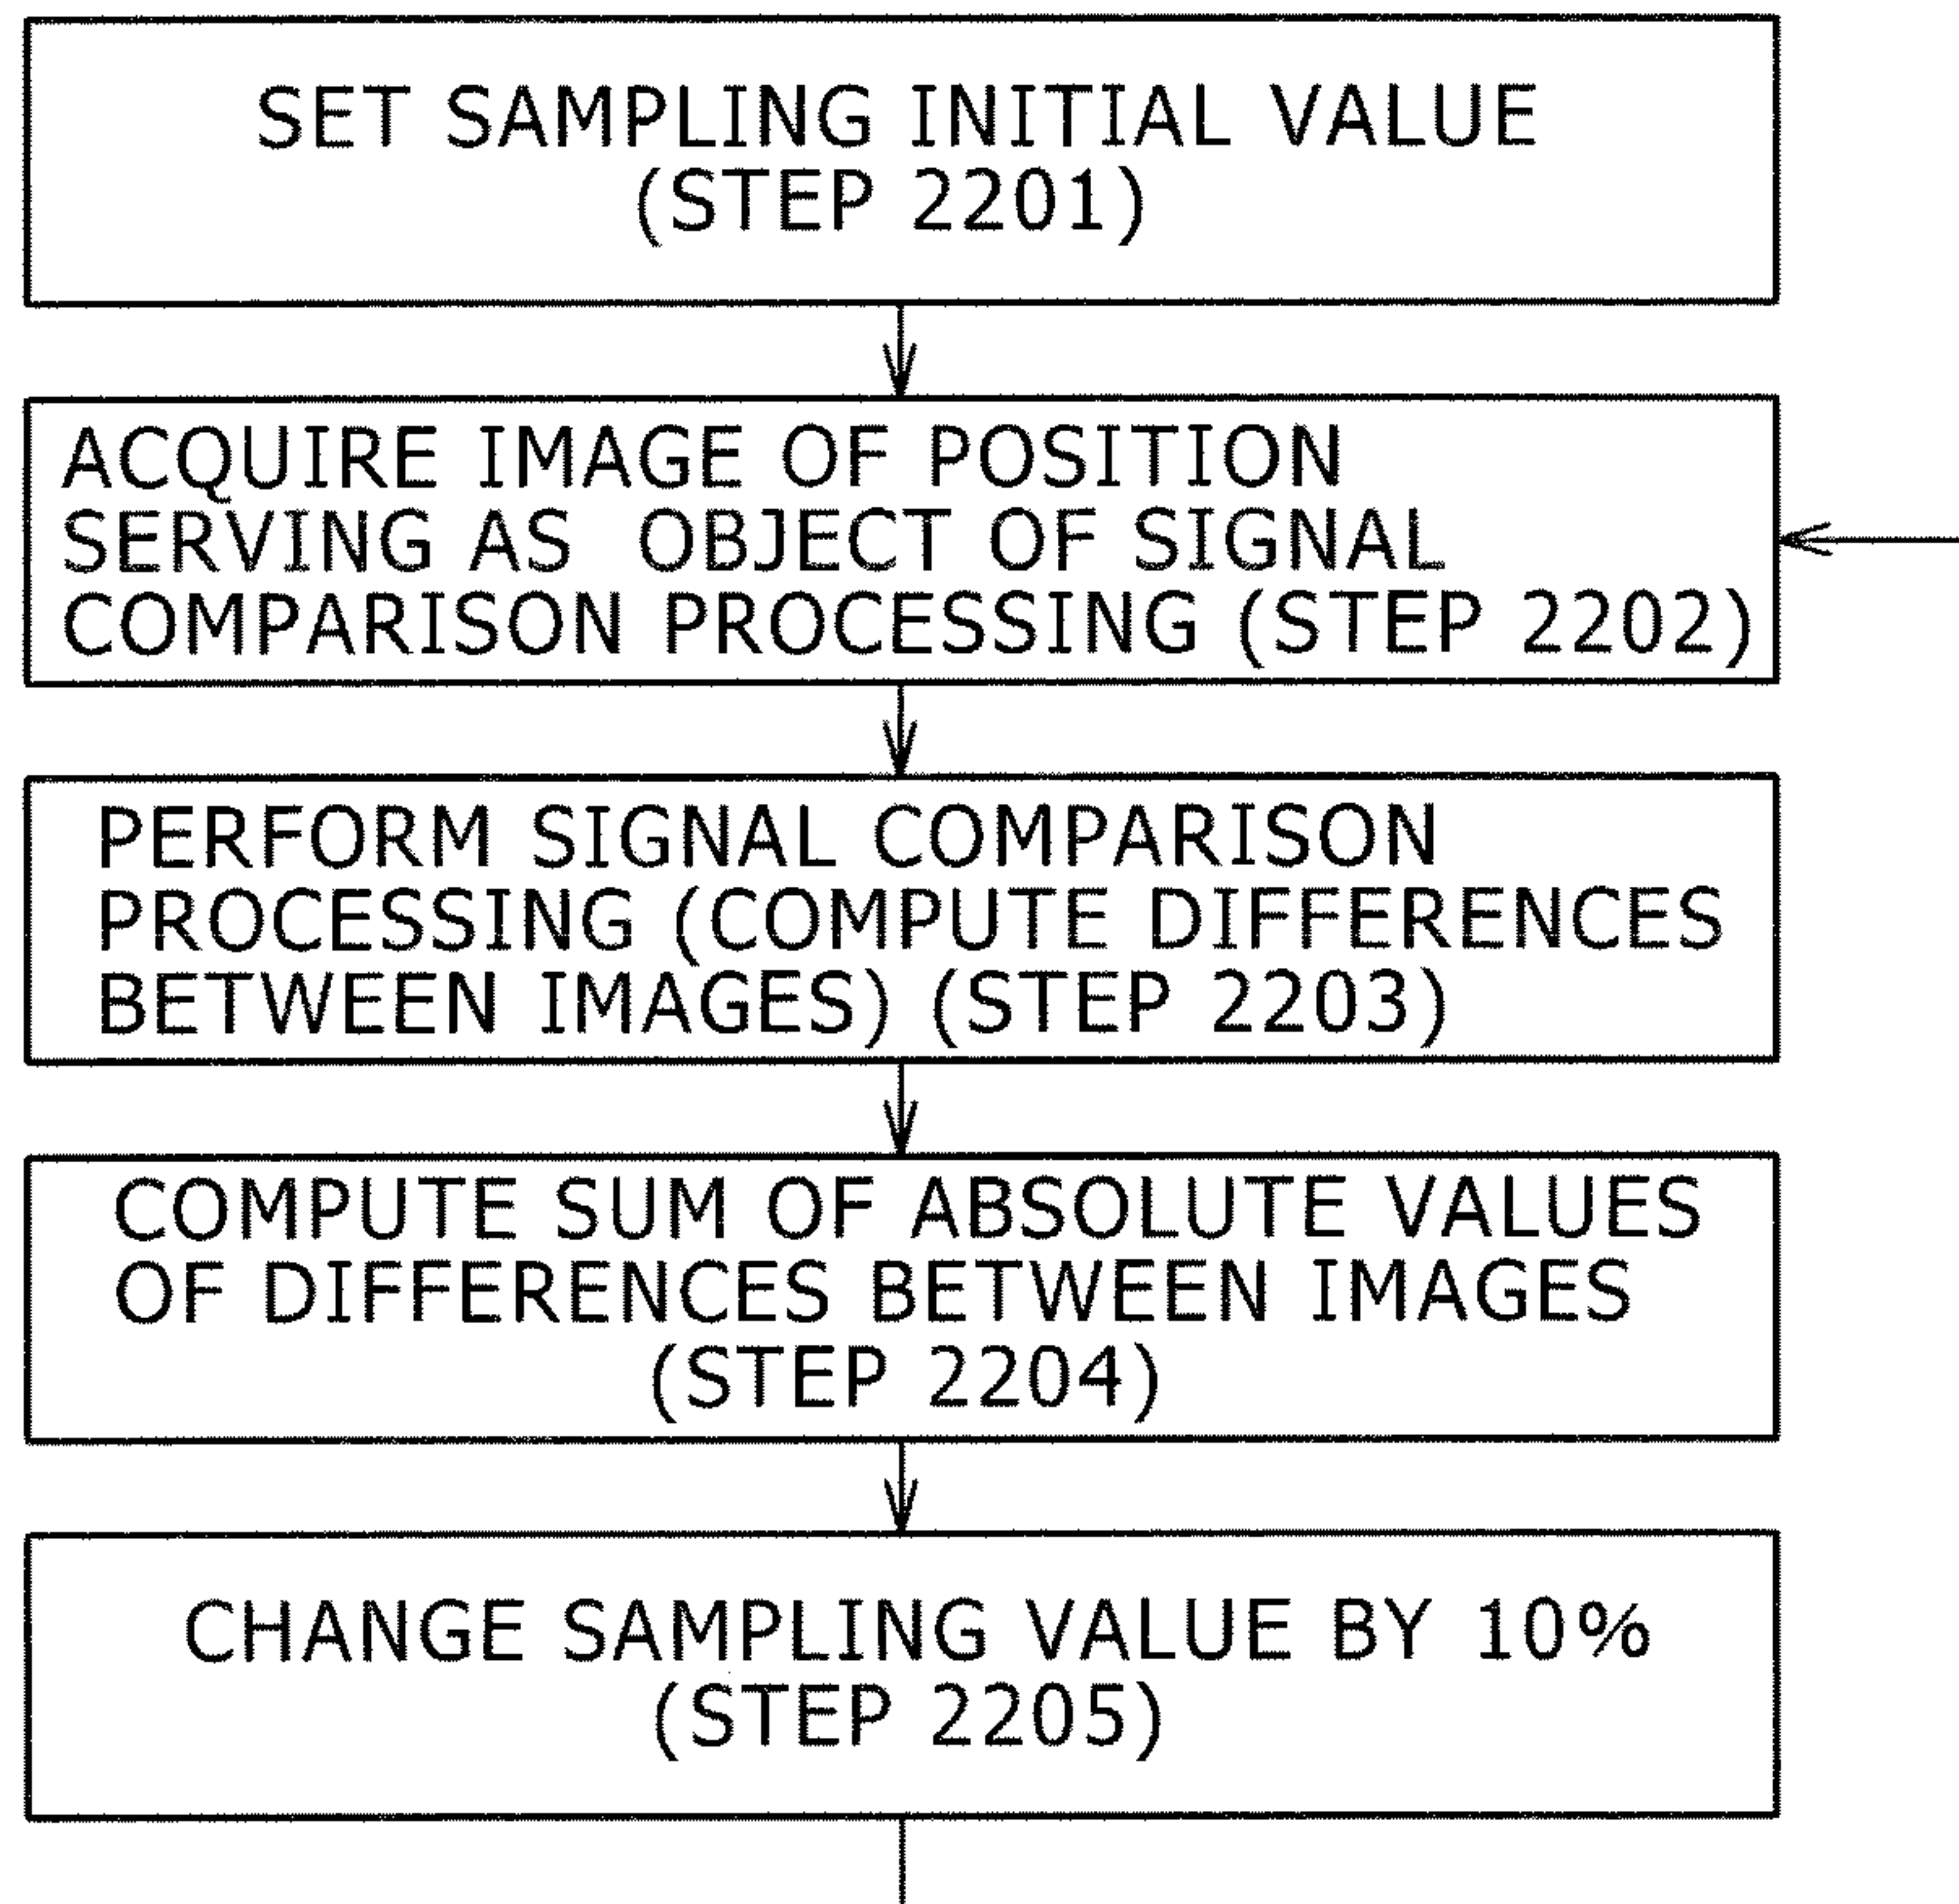 SET SAMPLING INITIAL VALUE
(STEP 2201)
ACQUIRE IMAGE OF POSITION
SERVING AS OBJECT OF SIGNAL
COMPARISON PROCESSING (STEP 2202)
PERFORM SIGNAL COMPARISON
PROCESSING (COMPUTE DIFFERENCES
BETWEEN IMAGES) (STEP 2203)
COMPUTE SUM OF ABSOLUTE VALUES
OF DIFFERENCES BETWEEN IMAGES
(STEP 2204)
CHANGE SAMPLING VALUE BY 10%
(STEP 2205)